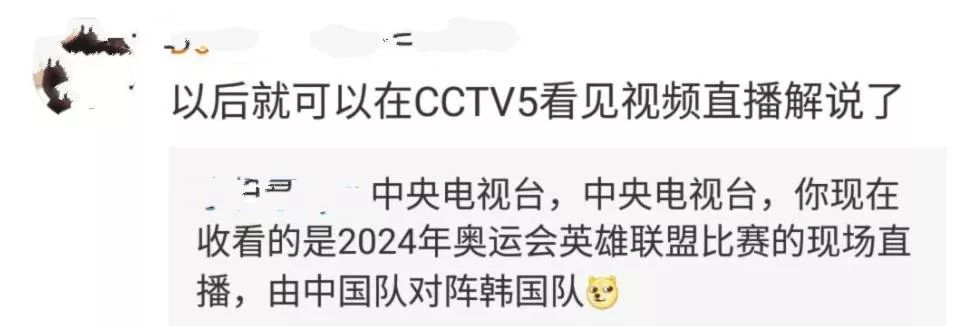 以后就可以在CCTV5看见视频直播解说了
中央电视台，中央电视台，你现在
收看的是2024年奥运会英雄联盟比赛的现场直
播，由中国队对阵韩国队